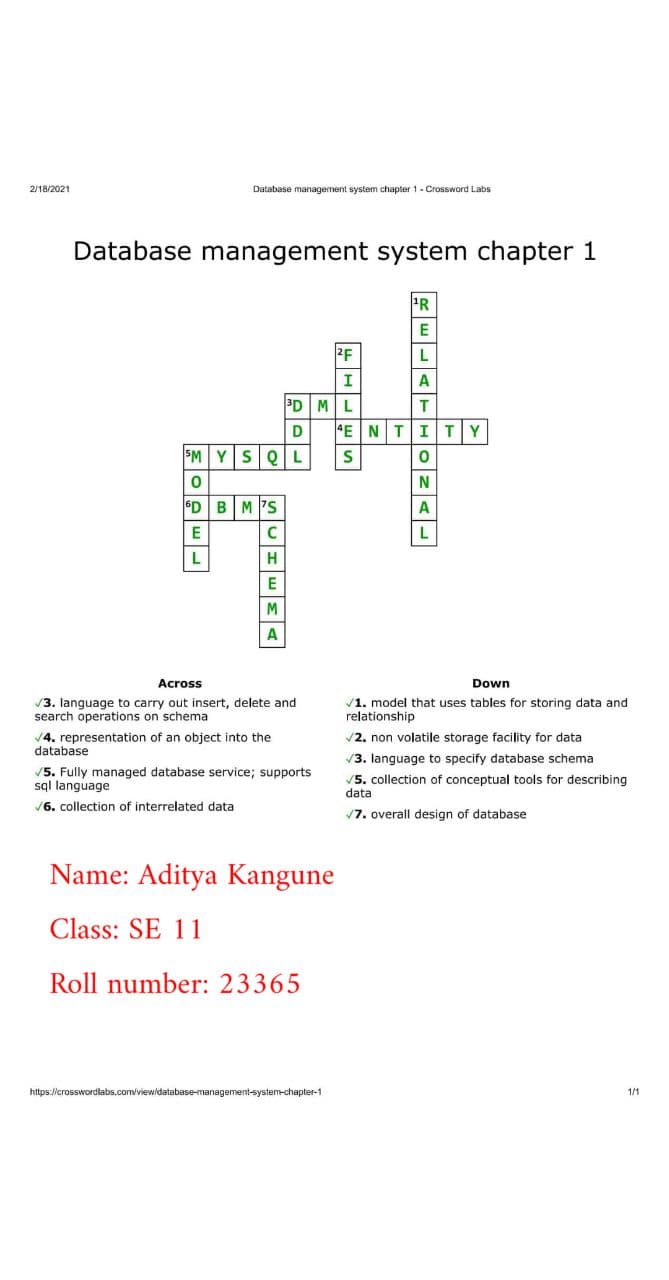 2/18/2021 Database management system chapter 1 - Crossword Labs
Database management system chapter 1
1R
E
2F L
I A
3D M L T
D 4E N T I T Y
5M Y S Q L S O
O N
6D B M 7S A
E C L
L H
E
M
A
Across
✓3. language to carry out insert, delete and
search operations on schema
✓4. representation of an object into the
database
✓5. Fully managed database service; supports
sql language
✓6. collection of interrelated data
Down
✓1. model that uses tables for storing data and
relationship
✓2. non volatile storage facility for data
✓3. language to specify database schema
✓5. collection of conceptual tools for describing
data
✓7. overall design of database
Name: Aditya Kangune
Class: SE 11
Roll number: 23365
https://crosswordlabs.com/view/database-management-system-chapter-1 1/1